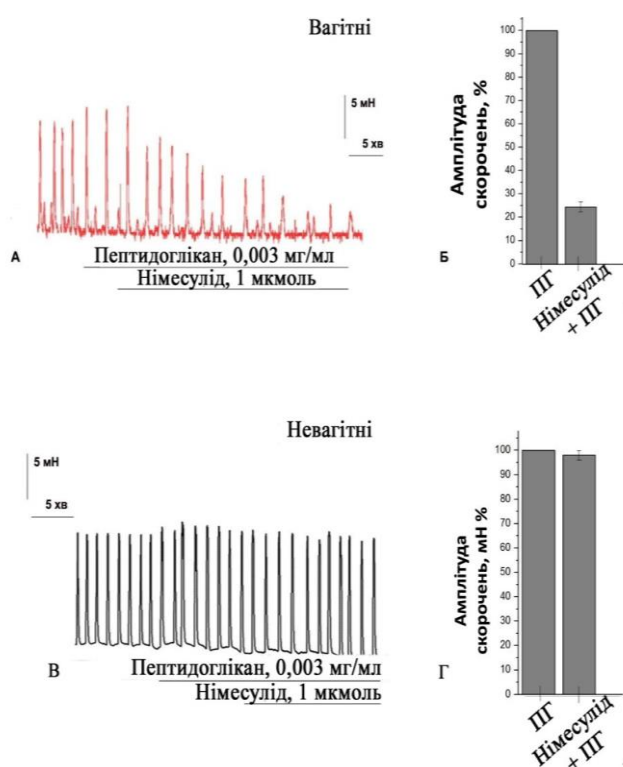 Вагітні
5 мН
5 хв
А
Пептидоглікан, 0,003 мг/мл
Німесулід, 1 мкмоль
Амплітуда
скорочень, %
100
90
80
70
60
50
40
30
20
10
0
Б
ПГ
Німесулід
+ ПГ
Невагітні
5 мН
5 хв
В
Пептидоглікан, 0,003 мг/мл
Німесулід, 1 мкмоль
Амплітуда
скорочень, мН %
100
90
80
70
60
50
40
30
20
10
0
Г
ПГ
Німесулід
+ ПГ